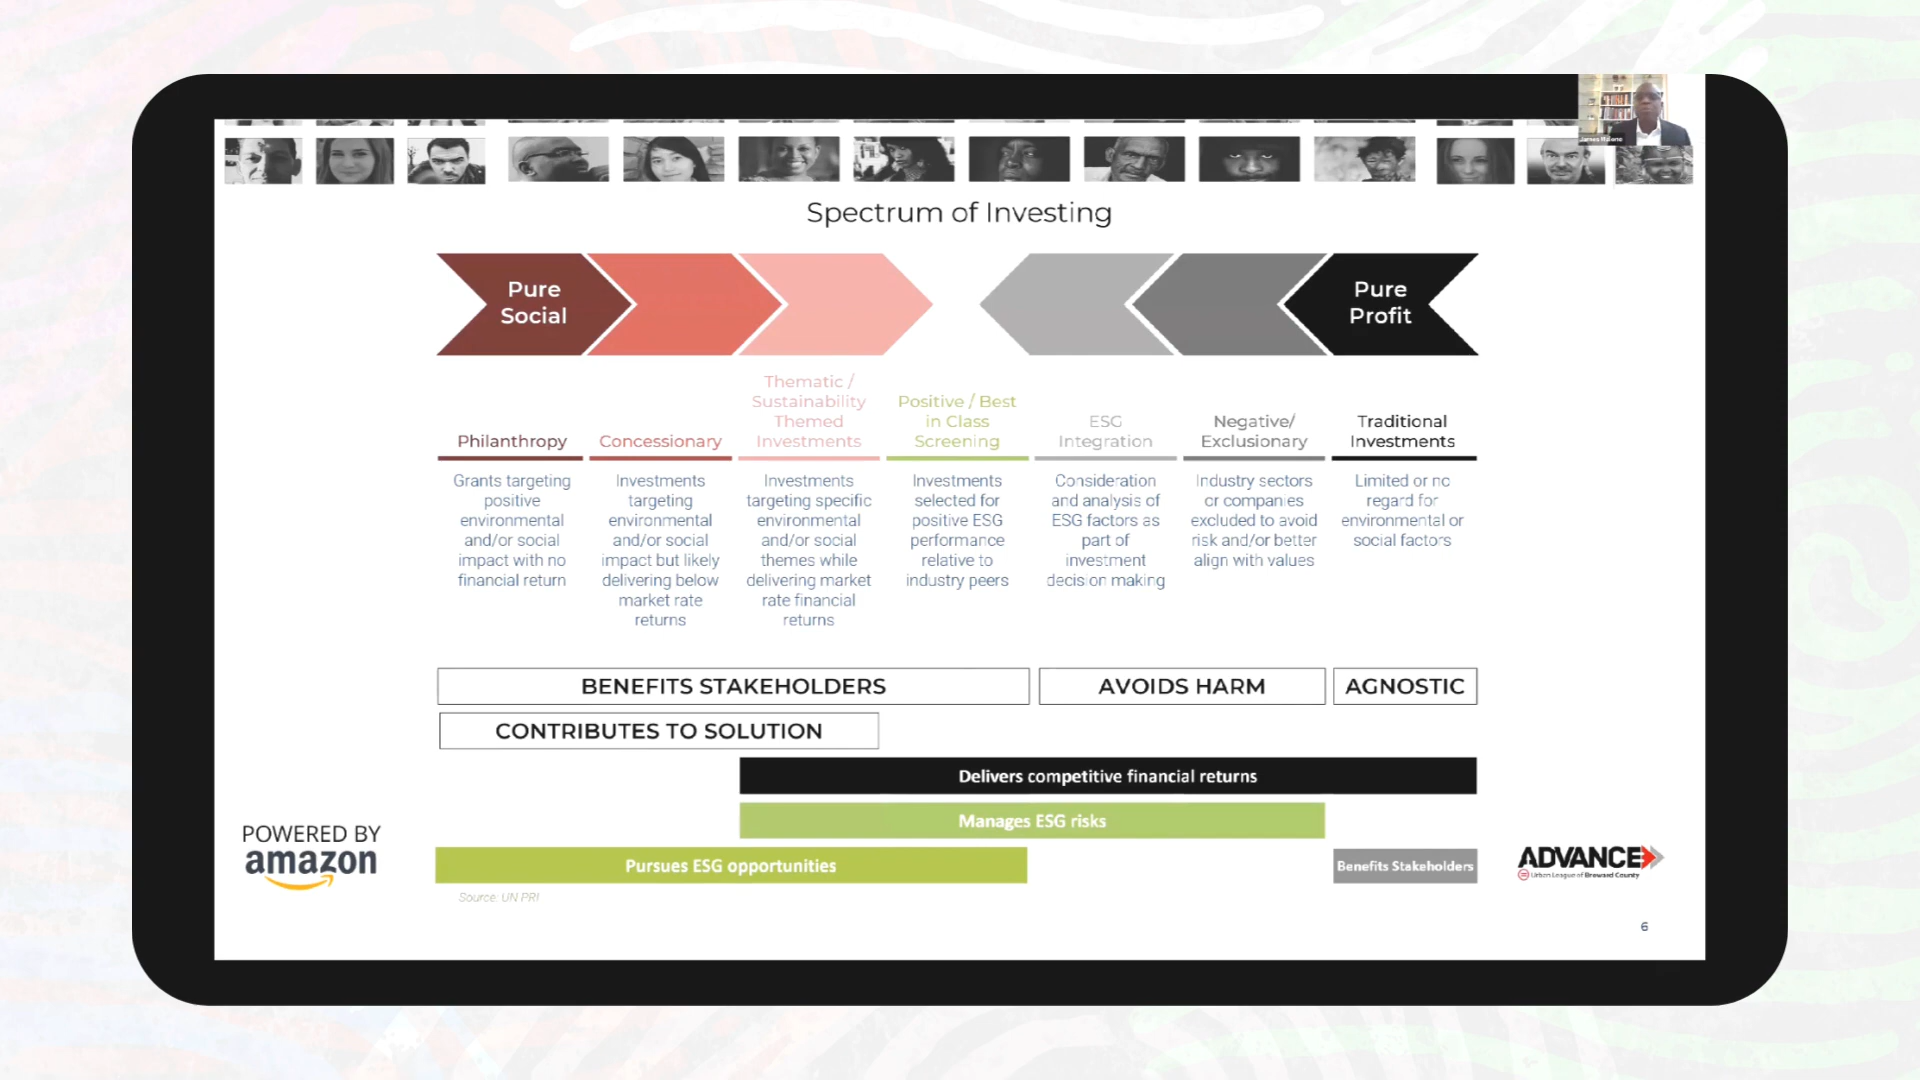 Spectrum of Investing
Pure
Social
Pure
Profit
Philanthropy
Grants targeting
positive
environmental
and/or social
impact with no
financial return
Concessionary
Investments
targeting
environmental
and/or social
impact but likely
delivering below
market rate
returns
Thematic /
Sustainability
Themed
Investments
Investments
targeting specific
environmental
and/or social
themes while
delivering market
rate financial
returns
Positive / Best
in Class
Screening
Investments
selected for
positive ESG
performance
relative to
industry peers
ESG
Integration
Consideration
and analysis of
ESG factors as
part of
investment
decision making
Negative/
Exclusionary
Industry sectors
or companies
excluded to avoid
risk and/or better
align with values
Traditional
Investments
Limited or no
regard for
environmental or
social factors
BENEFITS STAKEHOLDERS
AVOIDS HARM
AGNOSTIC
CONTRIBUTES TO SOLUTION
Delivers competitive financial returns
Manages ESG risks
Pursues ESG opportunities
Benefits Stakeholders
Source: UN PRI
POWERED BY
amazon
ADVANCE
Urban League of Broward County
6